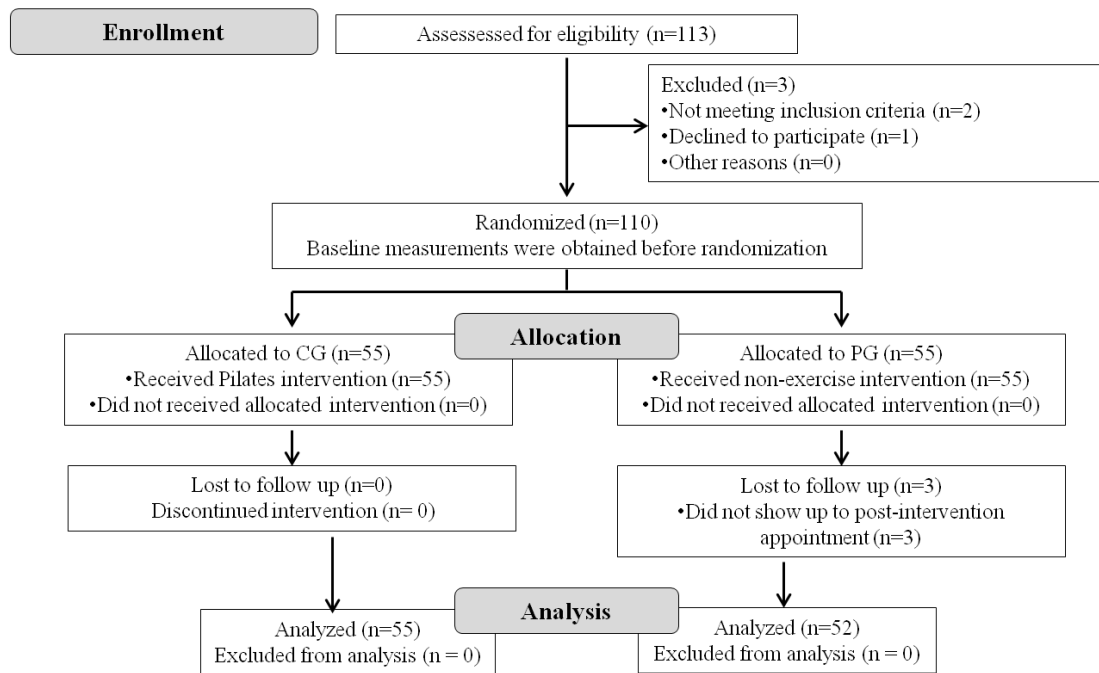 Enrollment
Assessessed for eligibility (n=113)
Excluded (n=3)
•Not meeting inclusion criteria (n=2)
•Declined to participate (n=1)
•Other reasons (n=0)
Randomized (n=110)
Baseline measurements were obtained before randomization
Allocation
Allocated to CG (n=55)
•Received Pilates intervention (n=55)
•Did not received allocated intervention (n=0)
Allocated to PG (n=55)
•Received non-exercise intervention (n=55)
•Did not received allocated intervention (n=0)
Lost to follow up (n=0)
Discontinued intervention (n= 0)
Lost to follow up (n=3)
•Did not show up to post-intervention
appointment (n=3)
Analysis
Analyzed (n=55)
Excluded from analysis (n = 0)
Analyzed (n=52)
Excluded from analysis (n = 0)